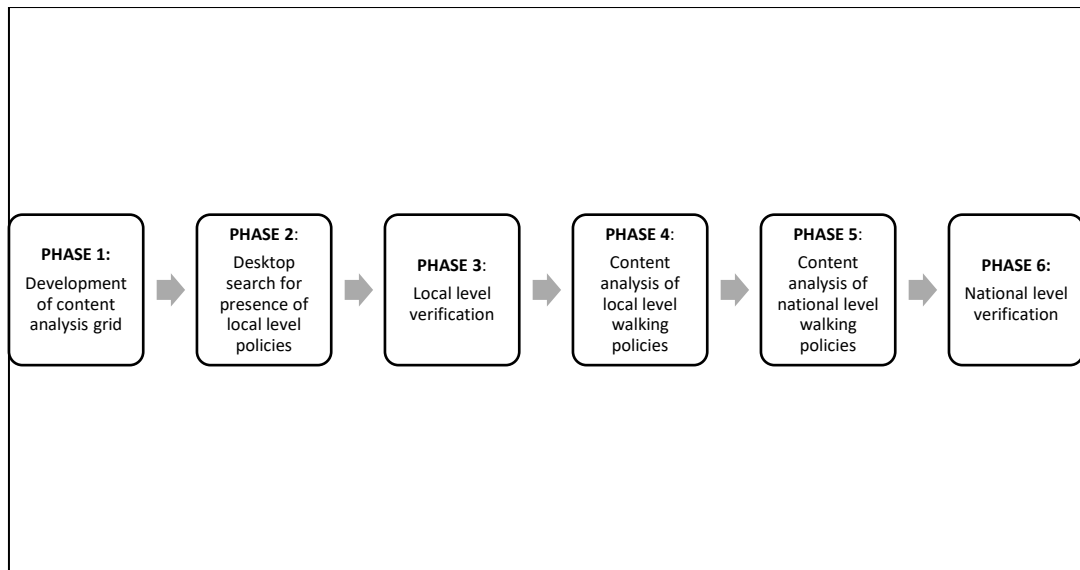 PHASE 1:
Development
of content
analysis grid
PHASE 2:
Desktop
search for
presence of
local level
policies
PHASE 3:
Local level
verification
PHASE 4:
Content
analysis of
local level
walking
policies
PHASE 5:
Content
analysis of
national level
walking
policies
PHASE 6:
National level
verification